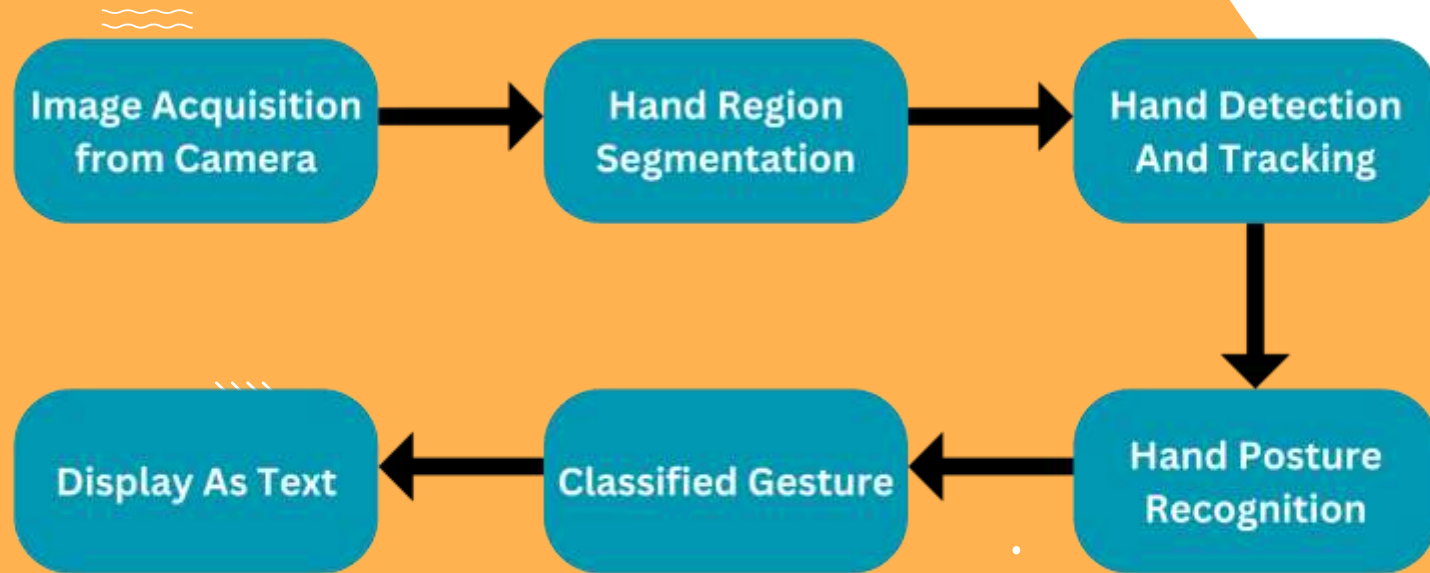 Image Acquisition
from Camera
Hand Region
Segmentation
Hand Detection
And Tracking
Hand Posture
Recognition
Classified Gesture
Display As Text